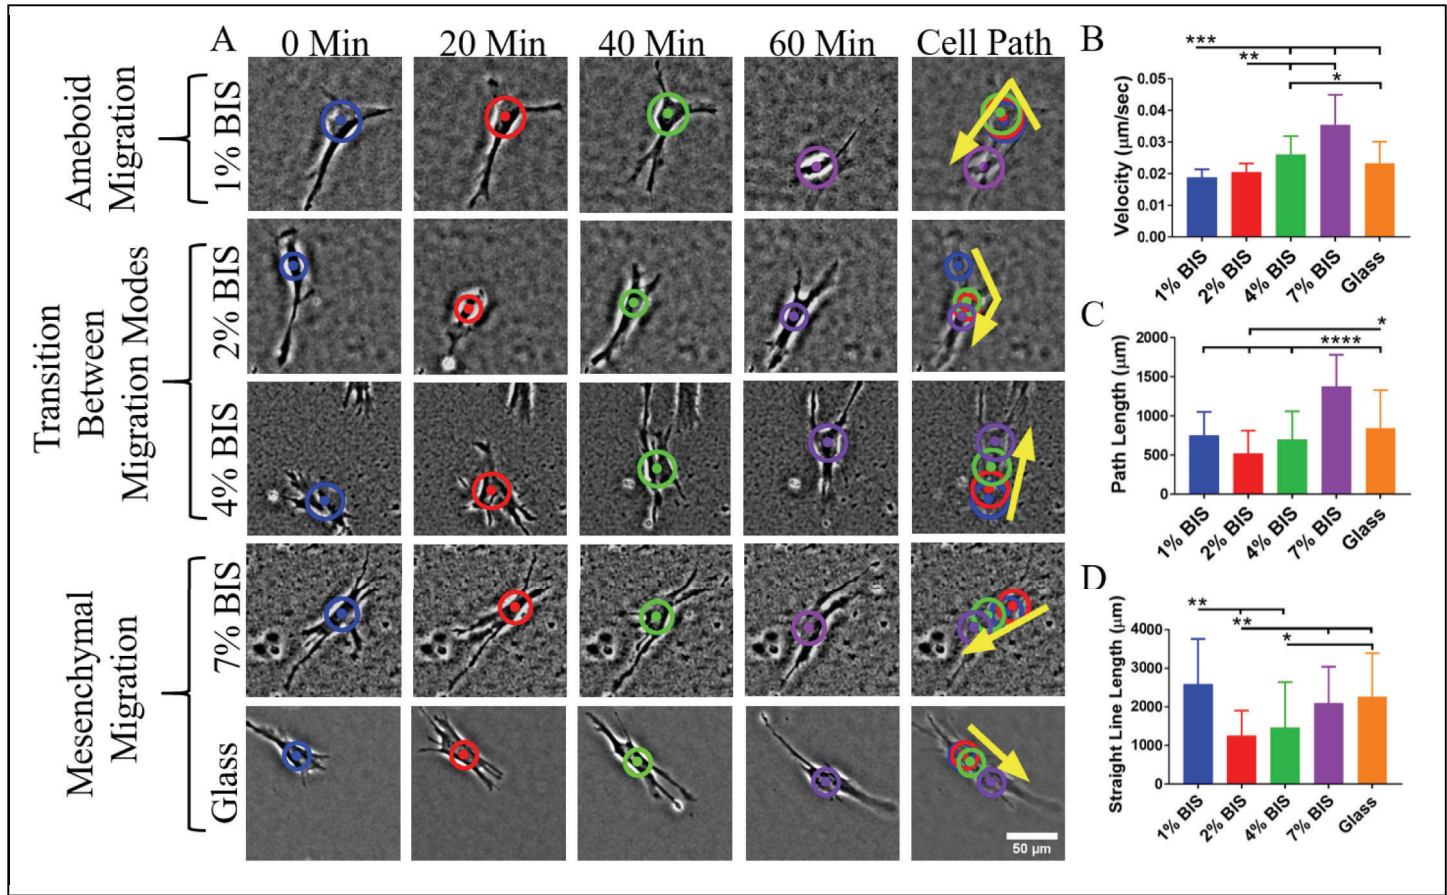 A
0 Min
20 Min
40 Min
60 Min
Cell Path
Ameboid
Migration
1% BIS
Transition
Between
Migration Modes
2% BIS
4% BIS
Mesenchymal
Migration
7% BIS
Glass
50 μm
B
***
**
*
Velocity (μm/sec)
0.05
0.04
0.03
0.02
0.01
0.00
1% BIS
2% BIS
4% BIS
7% BIS
Glass
C
*
****
Path Length (μm)
2000
1500
1000
500
0
1% BIS
2% BIS
4% BIS
7% BIS
Glass
D
**
**
*
Straight Line Length (μm)
4000
3000
2000
1000
0
1% BIS
2% BIS
4% BIS
7% BIS
Glass